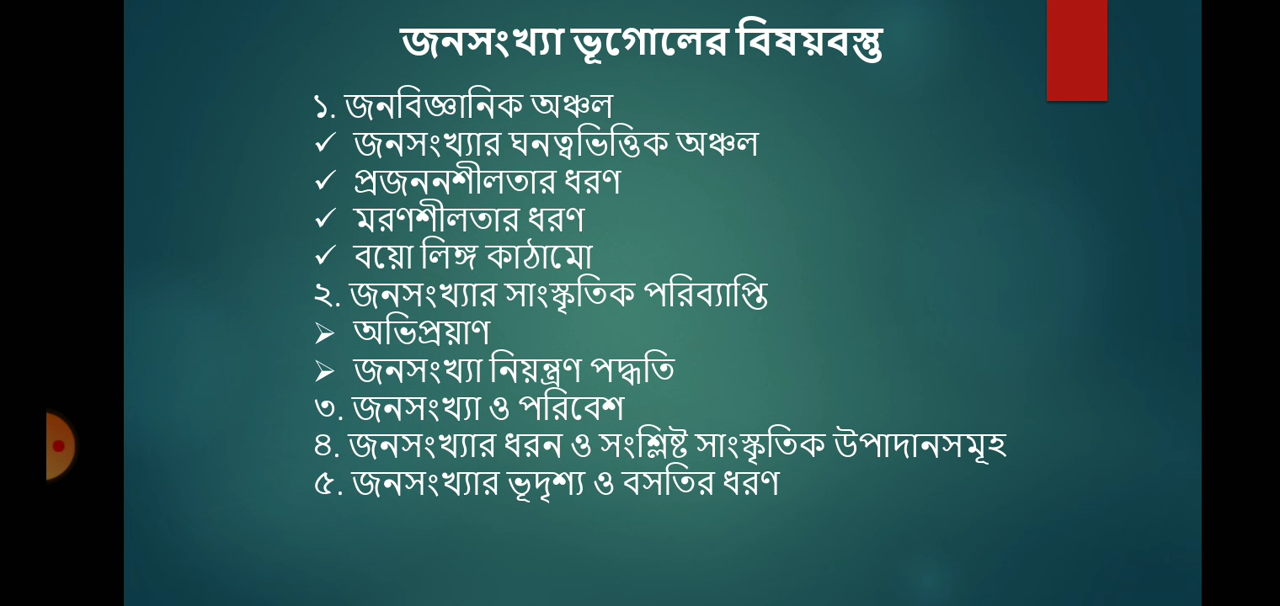 জনসংখ্যা ভূগোলের বিষয়বস্তু
১. জনবিজ্ঞানিক অঞ্চল
✓ জনসংখ্যার ঘনত্বভিত্তিক অঞ্চল
✓ প্রজননশীলতার ধরণ
✓ মরণশীলতার ধরণ
✓ বয়ো লিঙ্গ কাঠামো
২. জনসংখ্যার সাংস্কৃতিক পরিব্যাপ্তি
➢ অভিপ্রয়াণ
➢ জনসংখ্যা নিয়ন্ত্রণ পদ্ধতি
৩. জনসংখ্যা ও পরিবেশ
৪. জনসংখ্যার ধরন ও সংশ্লিষ্ট সাংস্কৃতিক উপাদানসমূহ
৫. জনসংখ্যার ভূদৃশ্য ও বসতির ধরণ